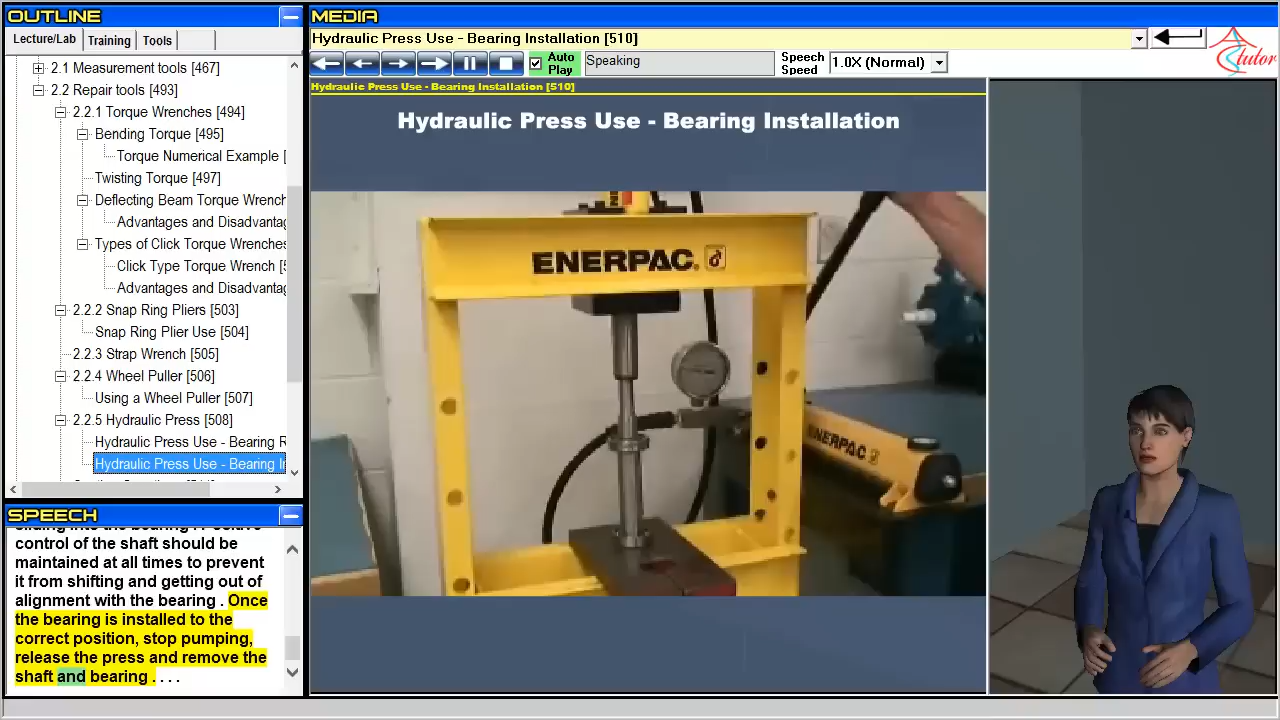 OUTLINE
Lecture/Lab Training Tools
2.1 Measurement tools [467]
2.2 Repair tools [493]
2.2.1 Torque Wrenches [494]
Bending Torque [495]
Torque Numerical Example [
Twisting Torque [497]
Deflecting Beam Torque Wrench
Advantages and Disadvantag
Types of Click Torque Wrenches
Click Type Torque Wrench [5
Advantages and Disadvantag
2.2.2 Snap Ring Pliers [503]
Snap Ring Plier Use [504]
2.2.3 Strap Wrench [505]
2.2.4 Wheel Puller [506]
Using a Wheel Puller [507]
2.2.5 Hydraulic Press [508]
Hydraulic Press Use - Bearing R
Hydraulic Press Use - Bearing I
SPEECH
control of the shaft should be
maintained at all times to prevent
it from shifting and getting out of
alignment with the bearing . Once
the bearing is installed to the
correct position, stop pumping,
release the press and remove the
shaft and bearing . . . .
MEDIA
Hydraulic Press Use - Bearing Installation [510]
Auto
Play
Speaking
Speech
Speed
1.0X (Normal)
tutor
Hydraulic Press Use - Bearing Installation [510]
Hydraulic Press Use - Bearing Installation
ENERPAC.
ENERPAC